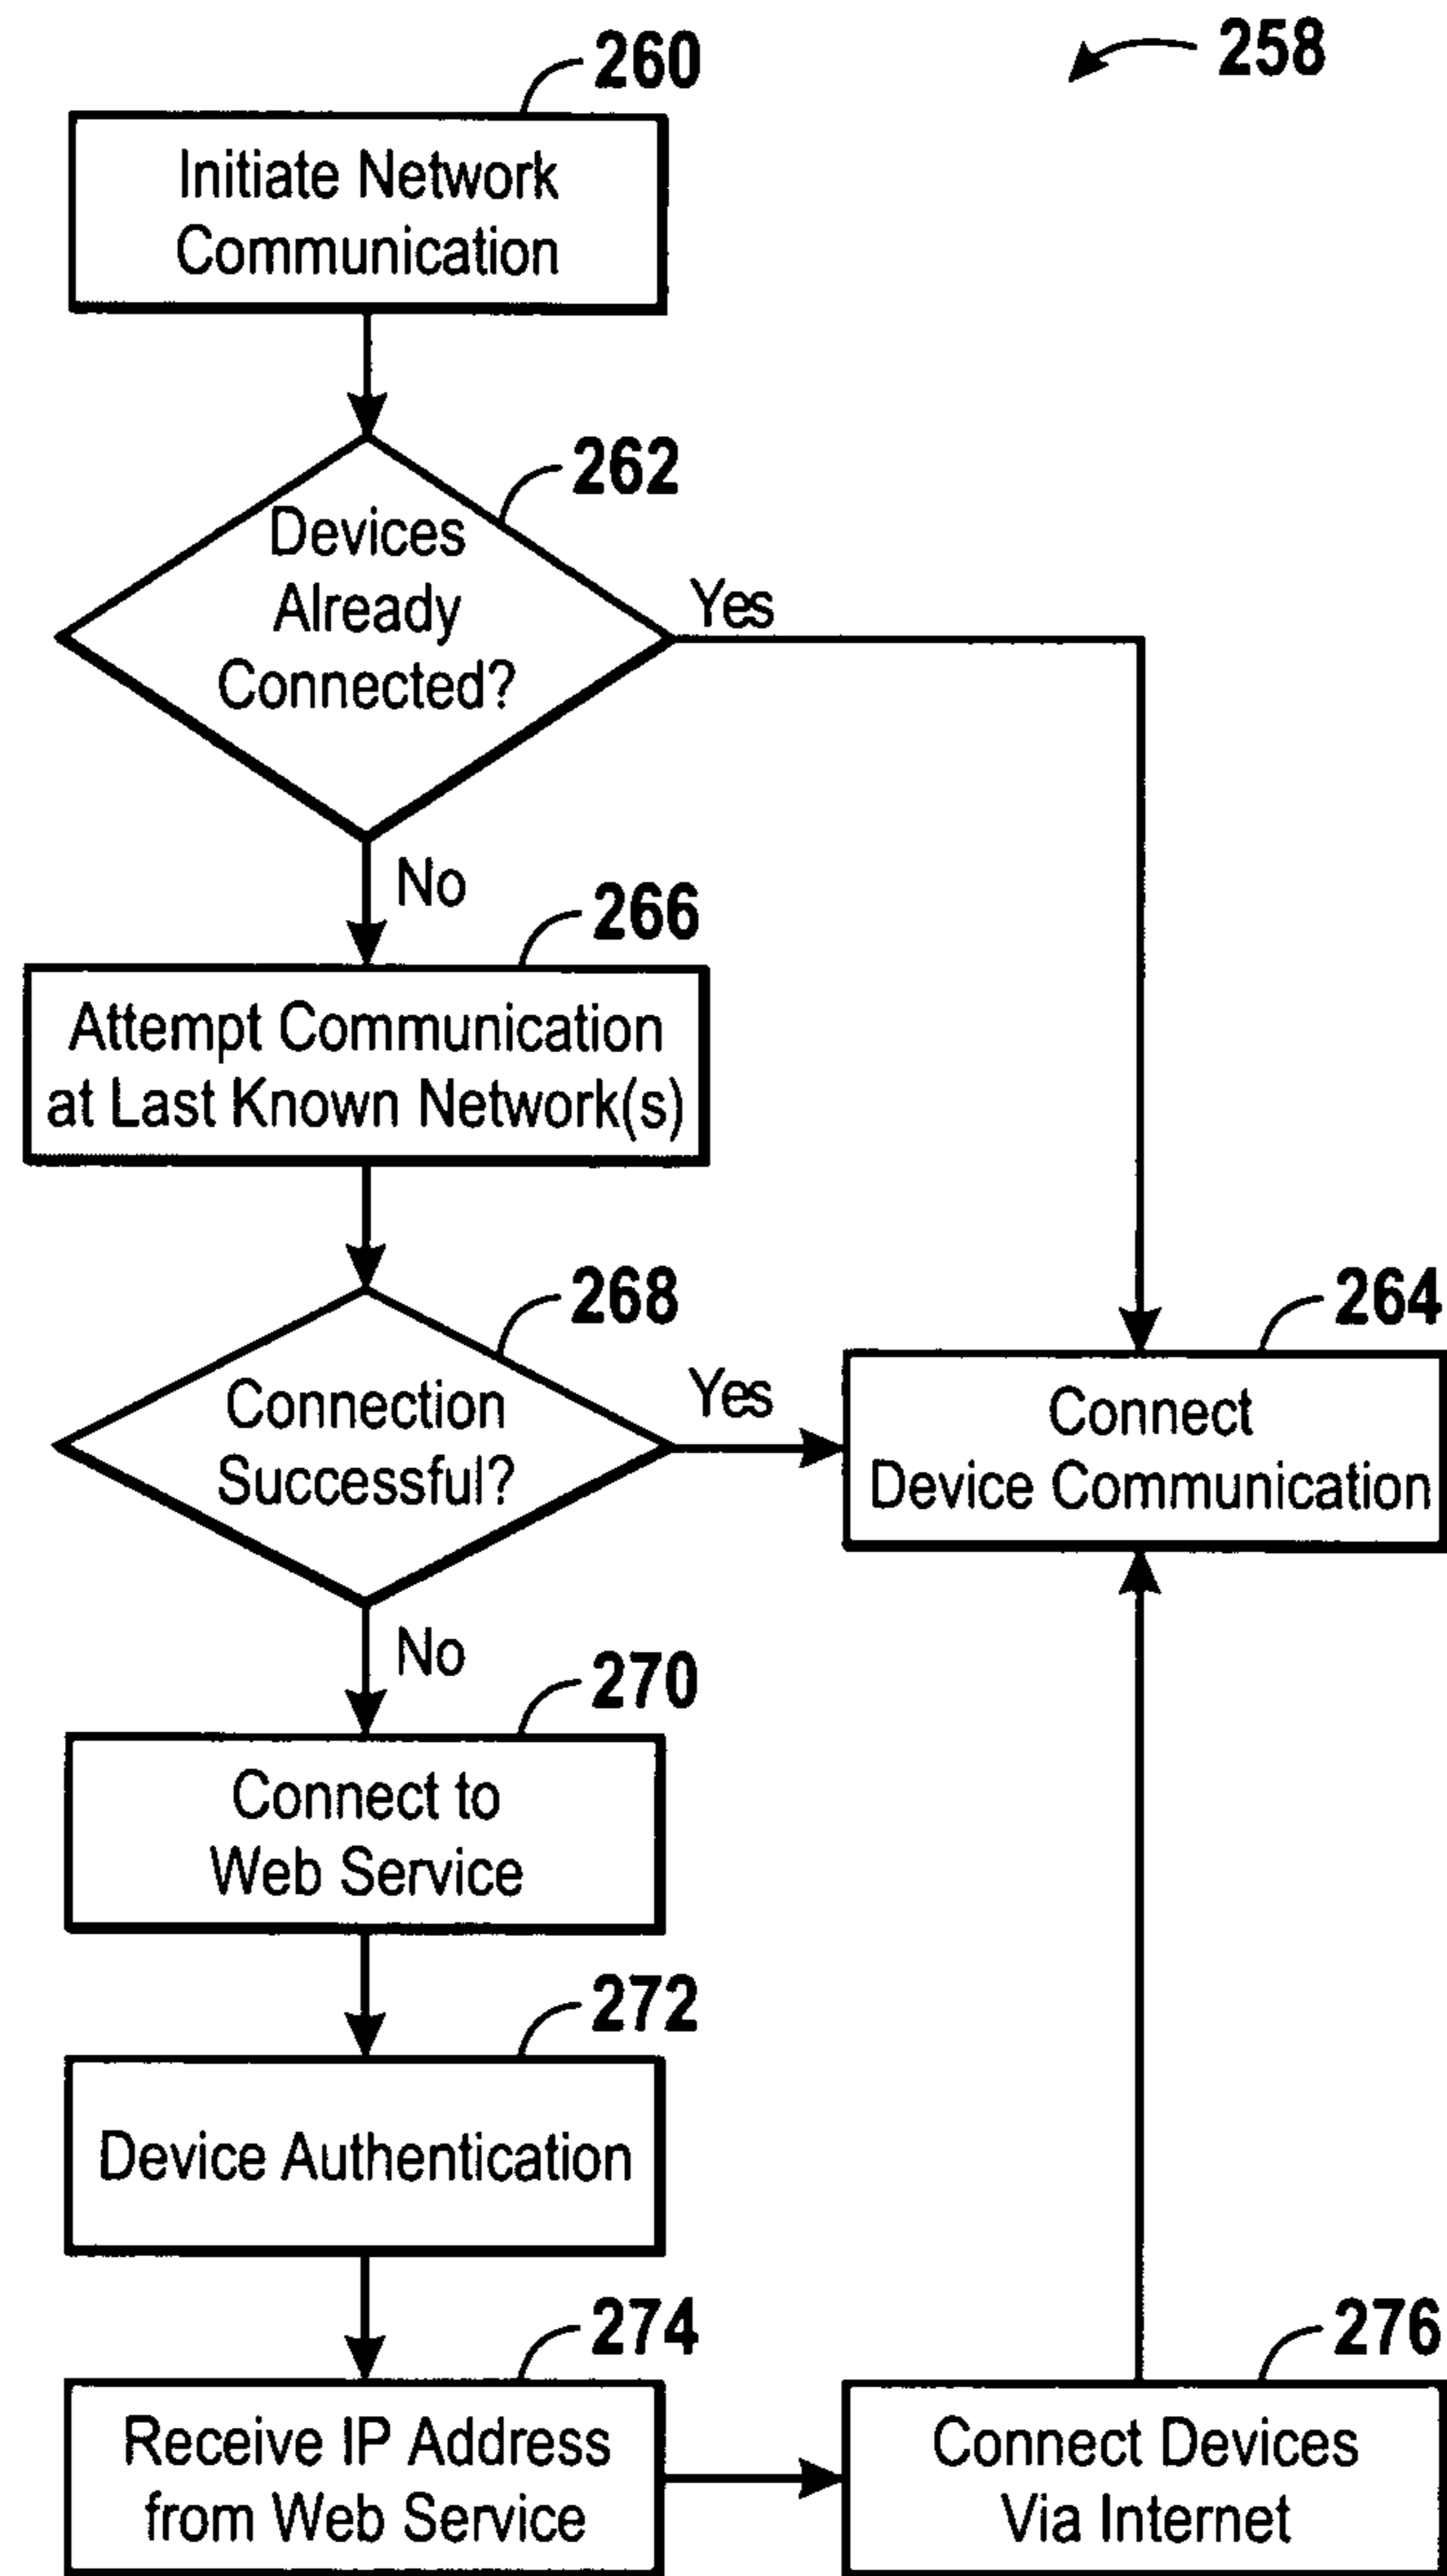 258
260
Initiate Network
Communication
262
Devices
Already
Connected?
Yes
No
266
Attempt Communication
at Last Known Network(s)
268
Connection
Successful?
Yes
264
Connect
Device Communication
No
270
Connect to
Web Service
272
Device Authentication
274
Receive IP Address
from Web Service
276
Connect Devices
Via Internet